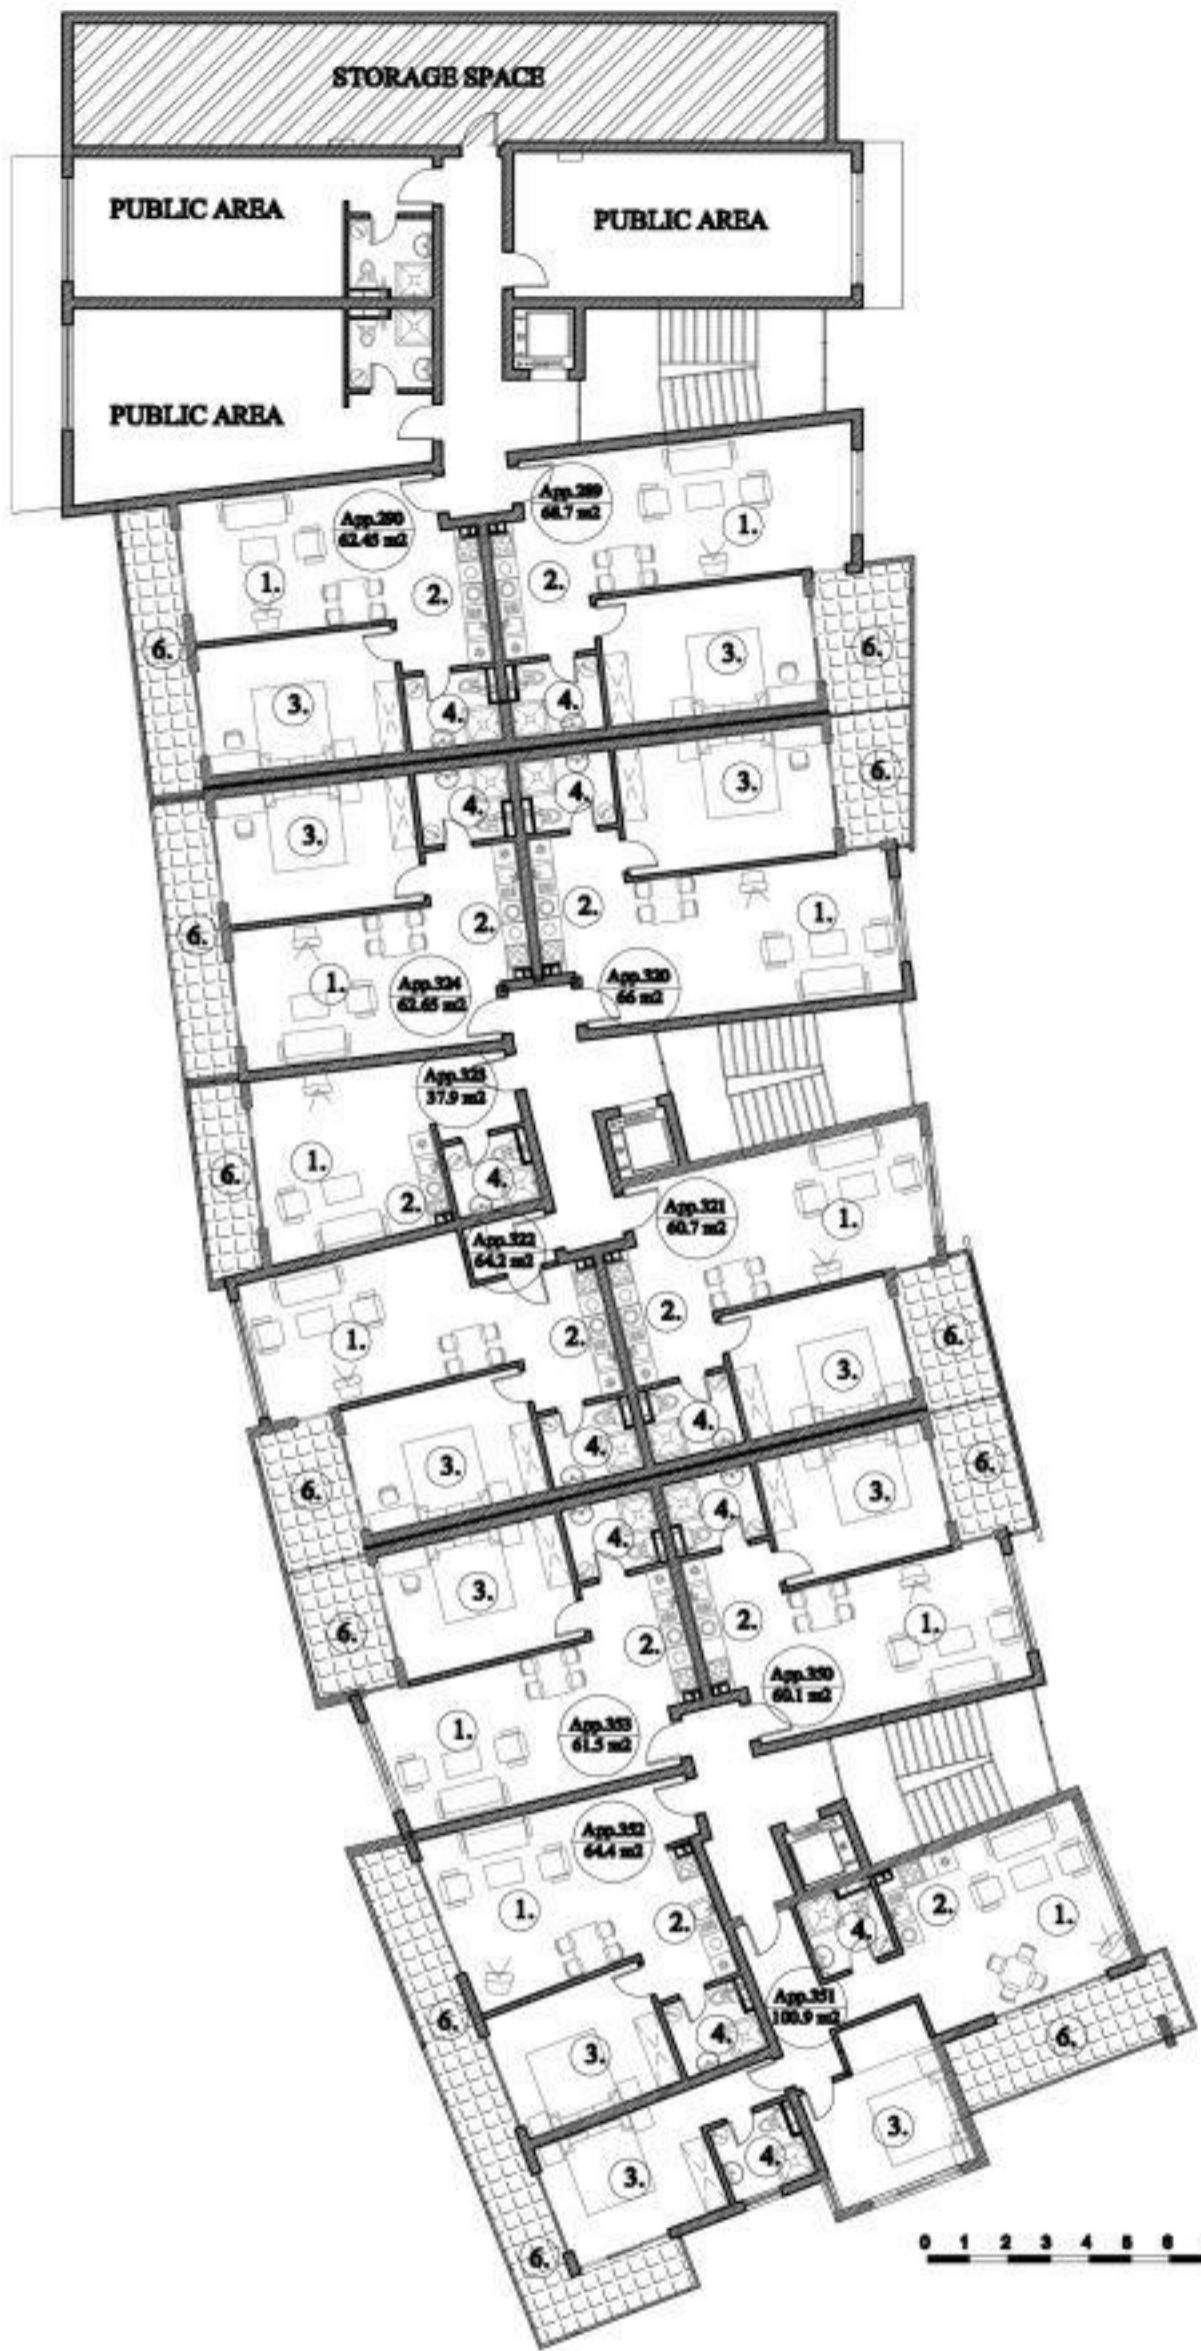 STORAGE SPACE
PUBLIC AREA
PUBLIC AREA
PUBLIC AREA
App.290
62.45 m2
App.289
68.7 m2
1.
2.
2.
1.
6.
3.
4.
4.
3.
6.
3.
4.
4.
3.
6.
6.
2.
2.
1.
1.
App.324
62.65 m2
App.320
66 m2
App.323
37.9 m2
1.
6.
2.
4.
App.322
64.2 m2
App.321
60.7 m2
1.
1.
2.
2.
6.
3.
4.
4.
3.
6.
3.
4.
4.
3.
6.
6.
2.
2.
1.
1.
App.353
61.5 m2
App.350
60.1 m2
App.352
64.4 m2
1.
2.
4.
2.
1.
6.
3.
4.
App.351
100.9 m2
6.
3.
4.
3.
6.
0 1 2 3 4 5 6